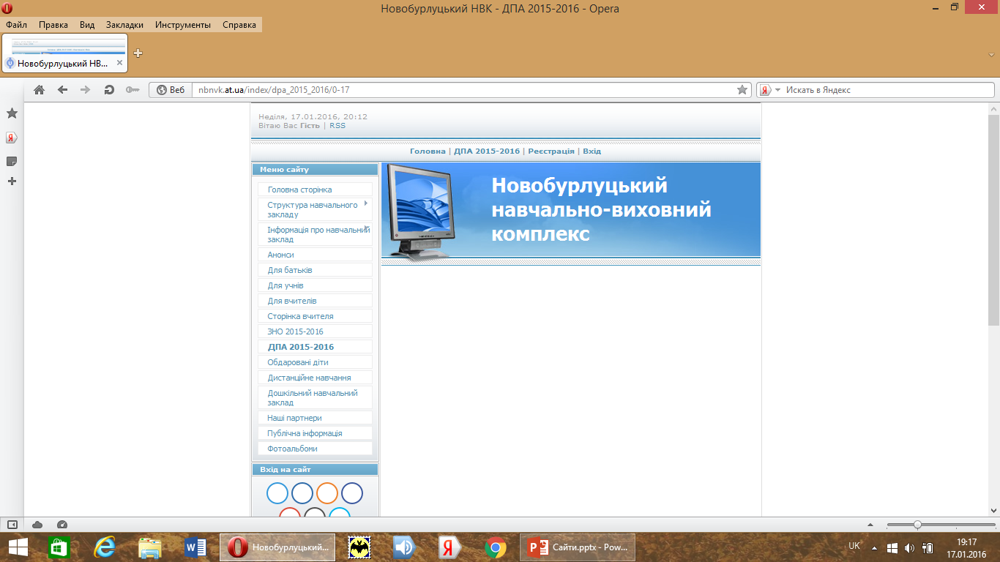 Новобурлуцький НВК - ДПА 2015-2016 - Opera
Файл Правка Вид Закладки Инструменты Справка
Новобурлуцький НВ...
Веб
nbnvk.at.ua/index/dpa_2015_2016/0-17
Искать в Яндекс
Неділя, 17.01.2016, 20:12
Вітаю Вас Гість | RSS
Головна | ДПА 2015-2016 | Реєстрація | Вхід
Меню сайту
Головна сторінка
Структура навчального
закладу
Інформація про навчальний
заклад
Анонси
Для батьків
Для учнів
Для вчителів
Сторінка вчителя
ЗНО 2015-2016
ДПА 2015-2016
Обдаровані діти
Дистанційне навчання
Дошкільний навчальний
заклад
Наші партнери
Публічна інформація
Фотоальбоми
Вхід на сайт
Новобурлуцький
навчально-виховний
комплекс
Новобурлуцький...
Сайти.pptx - Pow...
UK
19:17
17.01.2016